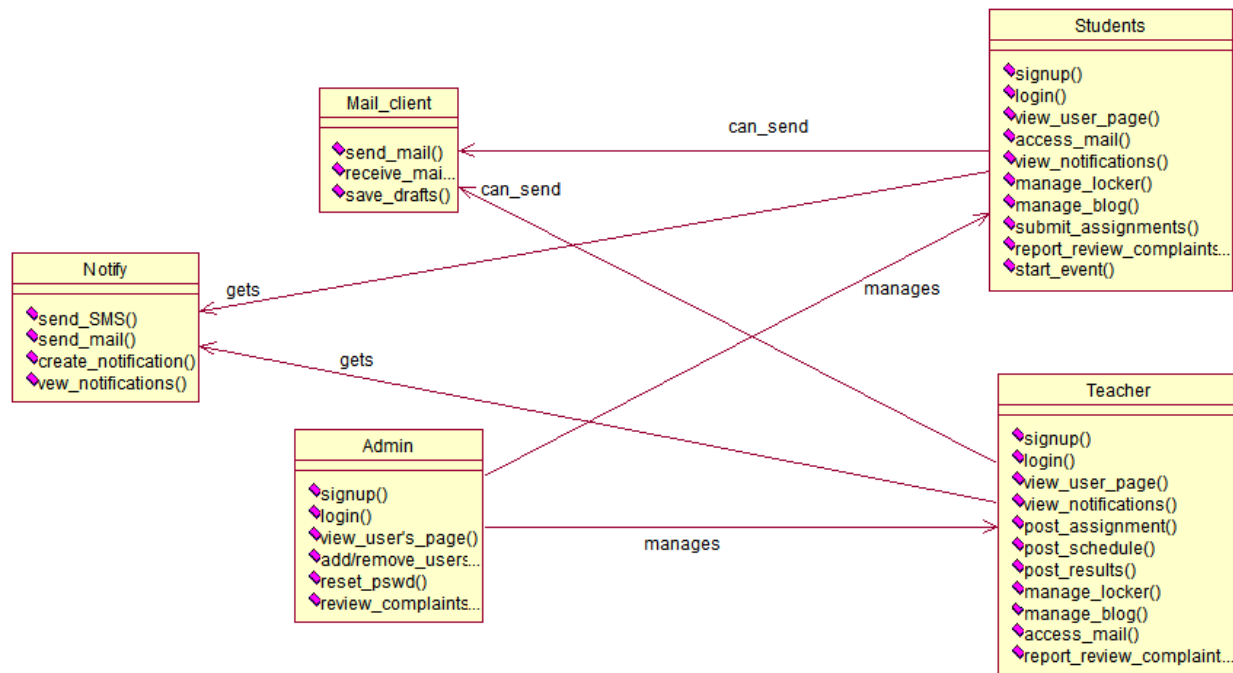 Students
signup()
login()
view_user_page()
access_mail()
view_notifications()
manage_locker()
manage_blog()
submit_assignments()
report_review_complaints...
start_event()
Mail_client
send_mail()
receive_mai...
save_drafts()
can_send
can_send
Notify
send_SMS()
send_mail()
create_notification()
vew_notifications()
gets
manages
gets
Admin
signup()
login()
view_user's_page()
add/remove_users...
reset_pswd()
review_complaints...
manages
Teacher
signup()
login()
view_user_page()
view_notifications()
post_assignment()
post_schedule()
post_results()
manage_locker()
manage_blog()
access_mail()
report_review_complaint...